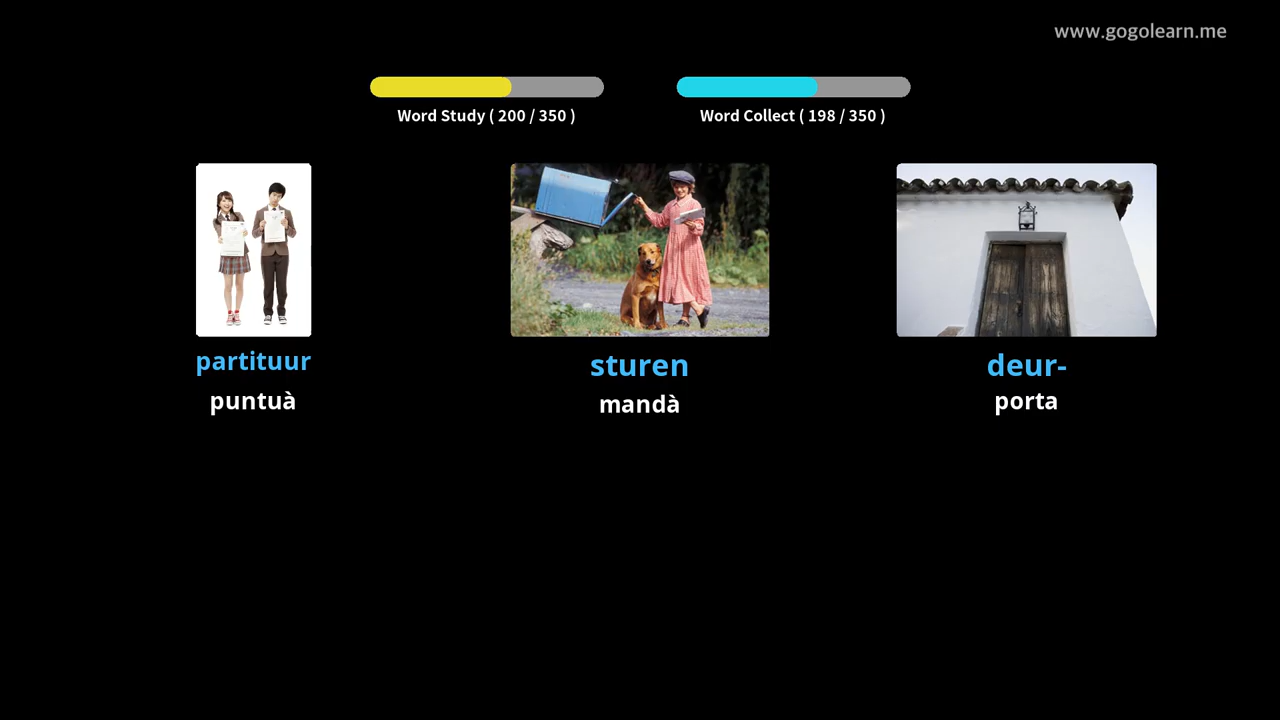 www.gogolearn.me
Word Study ( 200 / 350 )
Word Collect ( 198 / 350 )
partituur
puntuà
sturen
mandà
deur-
porta